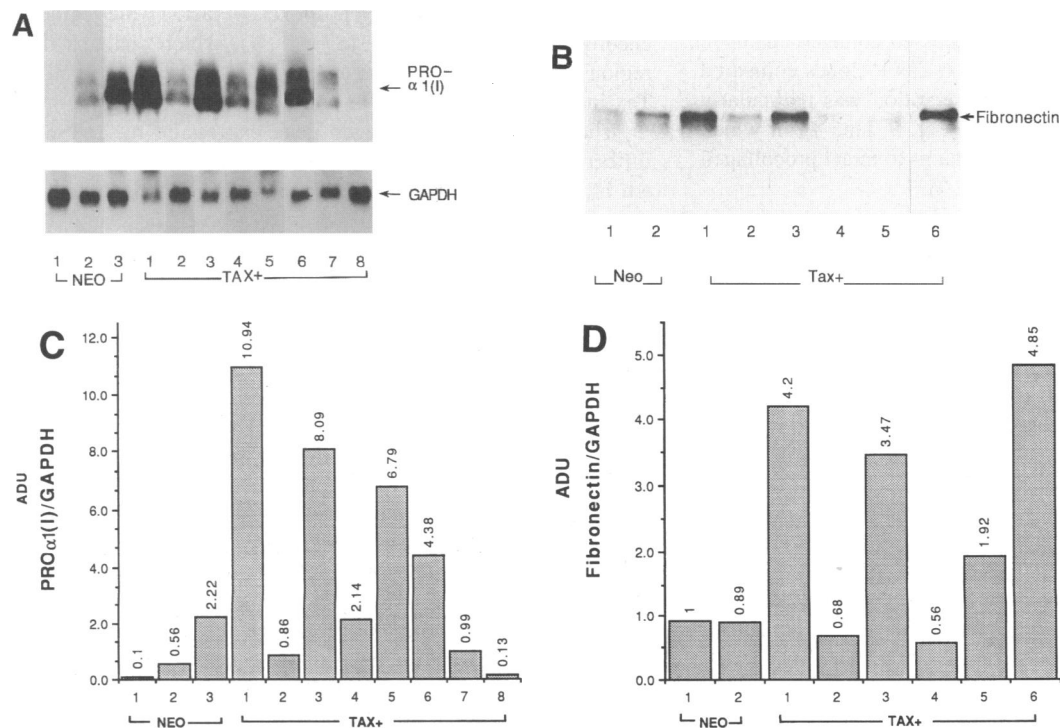 A
PRO-
α1(I)
GAPDH
1 2 3 1 2 3 4 5 6 7 8
NEO TAX+
B
Fibronectin
1 2 1 2 3 4 5 6
Neo Tax+
C
ADU
PROα1(I)/GAPDH
12.0
10.0
8.0
6.0
4.0
2.0
0.0
0.1
0.56
2.22
10.94
0.86
8.09
2.14
6.79
4.38
0.99
0.13
1 2 3 1 2 3 4 5 6 7 8
NEO TAX+
D
ADU
Fibronectin/GAPDH
5.0
4.0
3.0
2.0
1.0
0.0
1
0.89
4.2
0.68
3.47
0.56
1.92
4.85
1 2 1 2 3 4 5 6
NEO TAX+